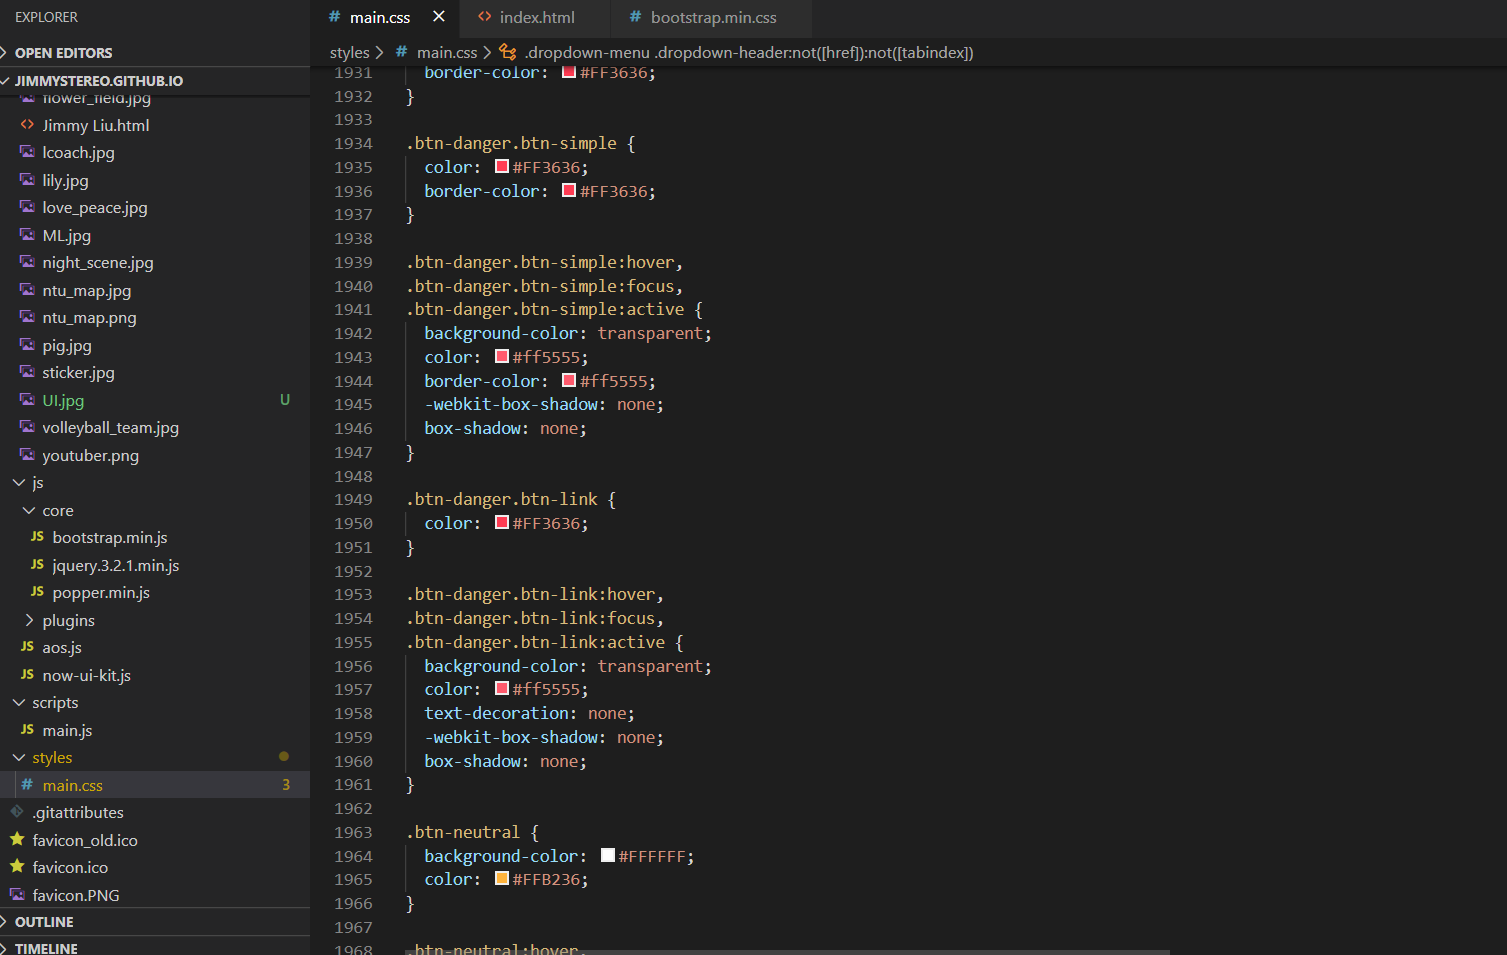 EXPLORER
OPEN EDITORS
JIMMYSTEREO.GITHUB.IO
flower_field.jpg
Jimmy Liu.html
lcoach.jpg
lily.jpg
love_peace.jpg
ML.jpg
night_scene.jpg
ntu_map.jpg
ntu_map.png
pig.jpg
sticker.jpg
UI.jpg U
volleyball_team.jpg
youtuber.png
js
core
JS bootstrap.min.js
JS jquery.3.2.1.min.js
JS popper.min.js
plugins
JS aos.js
JS now-ui-kit.js
scripts
JS main.js
styles
# main.css 3
.gitattributes
favicon_old.ico
favicon.ico
favicon.PNG
OUTLINE
TIMELINE
# main.css × <> index.html # bootstrap.min.css
styles > # main.css > .dropdown-menu .dropdown-header:not([href]):not([tabindex])
1931 border-color: #FF3636;
1932 }
1933
1934 .btn-danger.btn-simple {
1935 color: #FF3636;
1936 border-color: #FF3636;
1937 }
1938
1939 .btn-danger.btn-simple:hover,
1940 .btn-danger.btn-simple:focus,
1941 .btn-danger.btn-simple:active {
1942 background-color: transparent;
1943 color: #ff5555;
1944 border-color: #ff5555;
1945 -webkit-box-shadow: none;
1946 box-shadow: none;
1947 }
1948
1949 .btn-danger.btn-link {
1950 color: #FF3636;
1951 }
1952
1953 .btn-danger.btn-link:hover,
1954 .btn-danger.btn-link:focus,
1955 .btn-danger.btn-link:active {
1956 background-color: transparent;
1957 color: #ff5555;
1958 text-decoration: none;
1959 -webkit-box-shadow: none;
1960 box-shadow: none;
1961 }
1962
1963 .btn-neutral {
1964 background-color: #FFFFFF;
1965 color: #FFB236;
1966 }
1967
1968 .btn-neutral:hover,